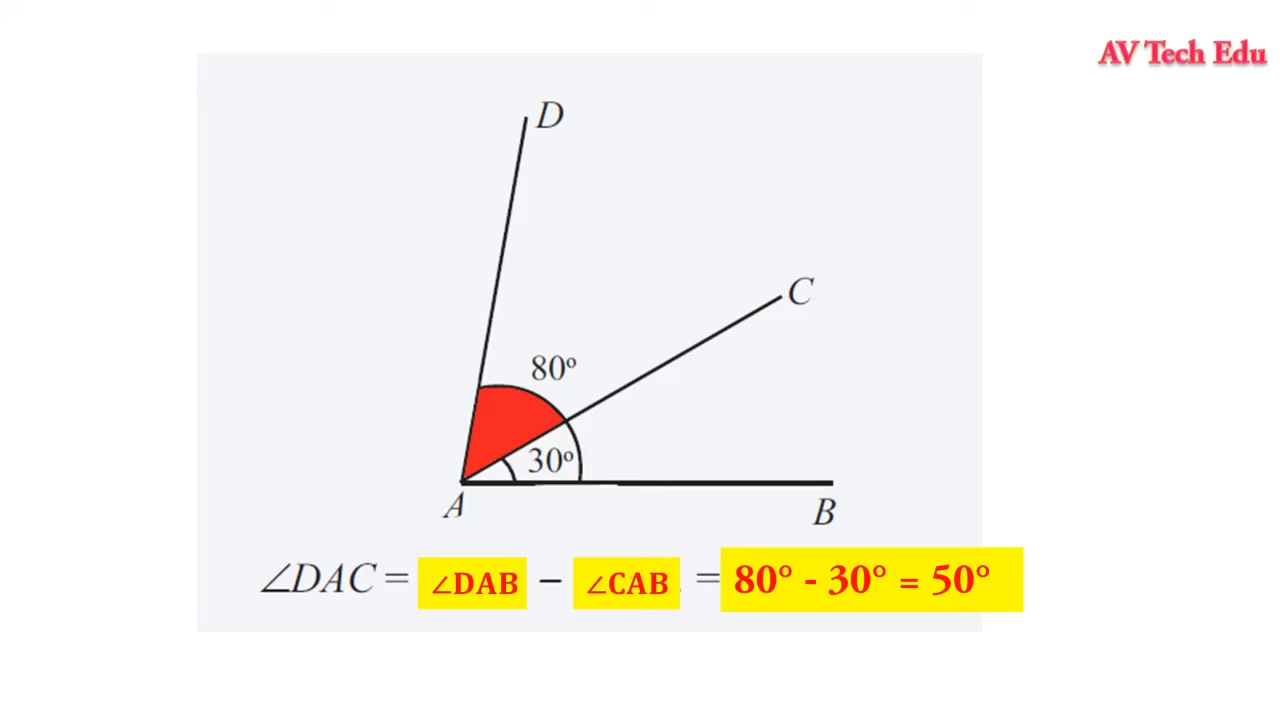 AV Tech Edu
D
C
80°
30°
A
B
∠DAC = ∠DAB – ∠CAB = 80° - 30° = 50°